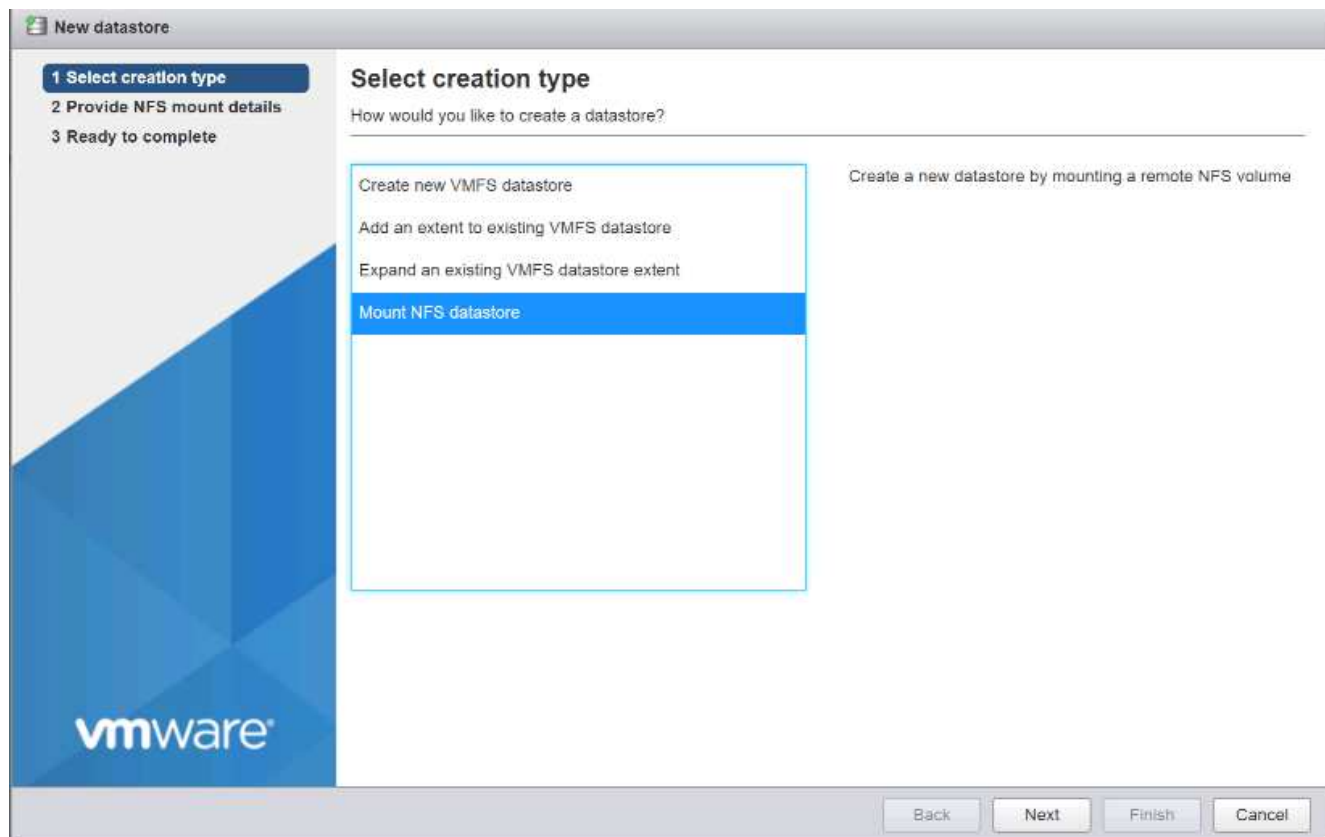 New datastore
1 Select creation type
2 Provide NFS mount details
3 Ready to complete
Select creation type
How would you like to create a datastore?
Create new VMFS datastore
Add an extent to existing VMFS datastore
Expand an existing VMFS datastore extent
Mount NFS datastore
Create a new datastore by mounting a remote NFS volume
vmware®
Back
Next
Finish
Cancel